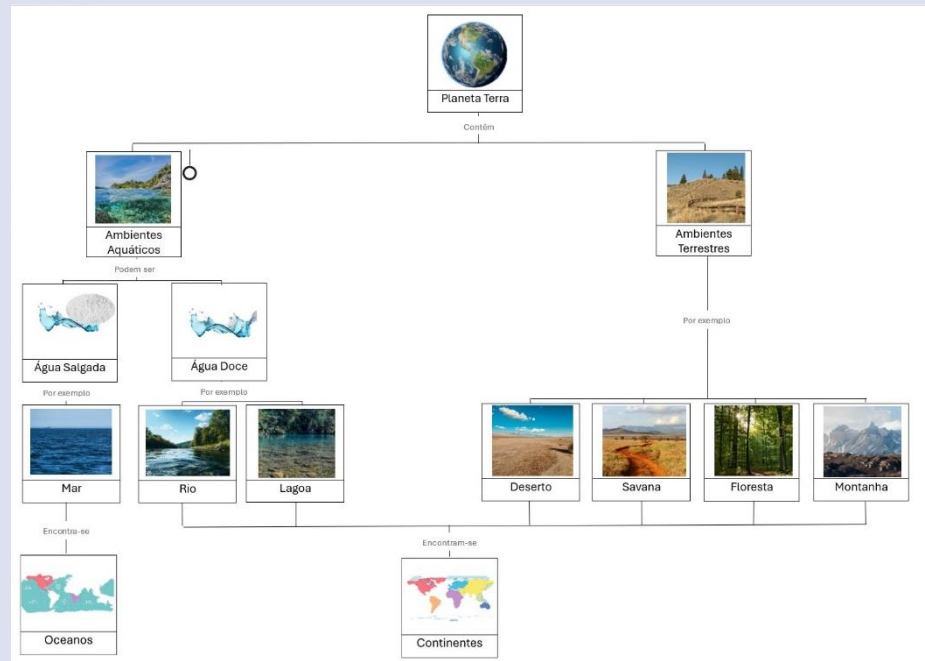 Planeta Terra
Contém
Ambientes
Aquáticos
Ambientes
Terrestres
Podem ser
Água Salgada
Água Doce
Por exemplo
Por exemplo
Por exemplo
Mar
Rio
Lagoa
Deserto
Savana
Floresta
Montanha
Encontra-se
Encontram-se
Oceanos
Continentes